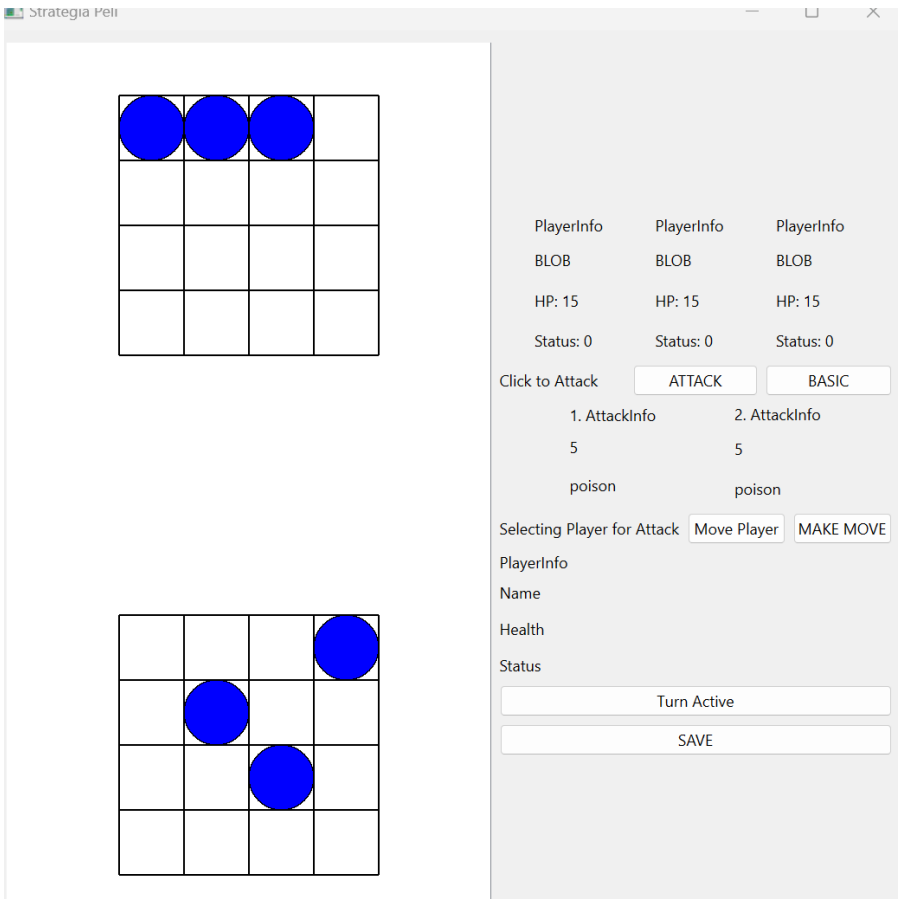 Strategia Peli
PlayerInfo PlayerInfo PlayerInfo
BLOB BLOB BLOB
HP: 15 HP: 15 HP: 15
Status: 0 Status: 0 Status: 0
Click to Attack ATTACK BASIC
1. AttackInfo 2. AttackInfo
5 5
poison poison
Selecting Player for Attack Move Player MAKE MOVE
PlayerInfo
Name
Health
Status
Turn Active
SAVE